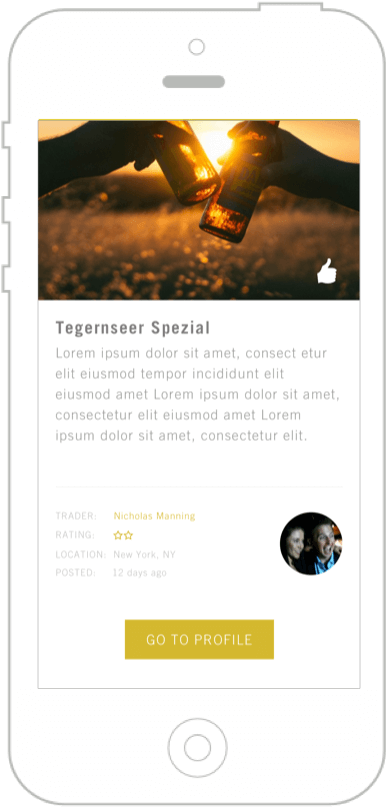 Tegernseer Spezial
Lorem ipsum dolor sit amet, consect etur
elit eiusmod tempor incididunt elit
eiusmod amet Lorem ipsum dolor sit amet,
consectetur elit eiusmod amet Lorem
ipsum dolor sit amet, consectetur elit.
TRADER: Nicholas Manning
RATING:
LOCATION: New York, NY
POSTED: 12 days ago
GO TO PROFILE